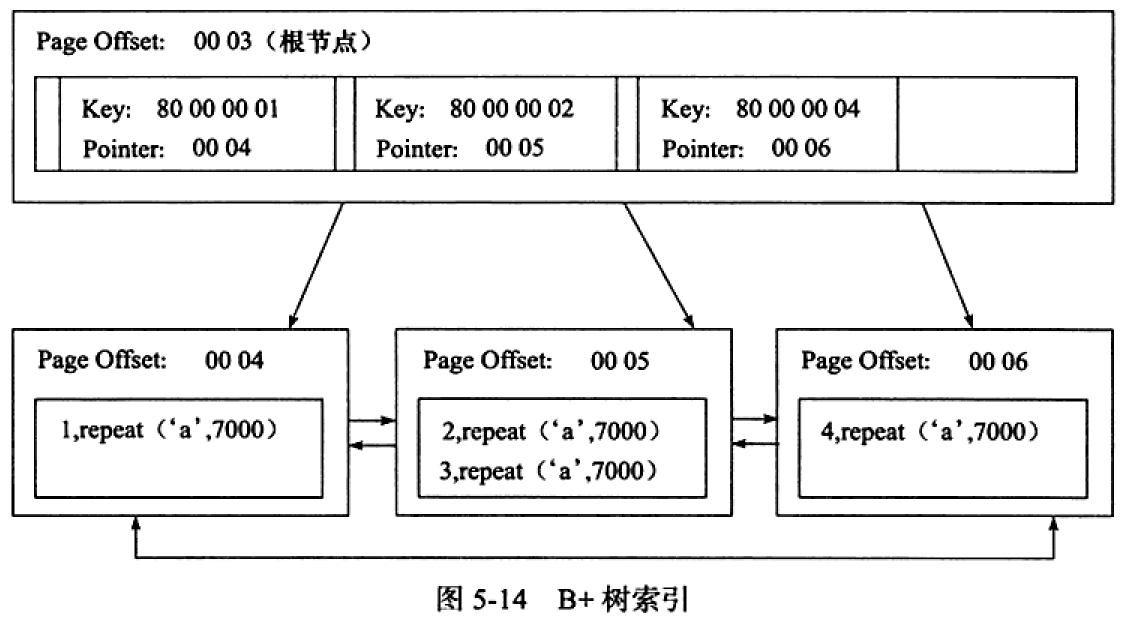 Page Offset: 00 03（根节点）
Key: 80 00 00 01
Pointer: 00 04
Key: 80 00 00 02
Pointer: 00 05
Key: 80 00 00 04
Pointer: 00 06
Page Offset: 00 04
1,repeat（‘a’,7000）
Page Offset: 00 05
2,repeat（‘a’,7000）
3,repeat（‘a’,7000）
Page Offset: 00 06
4,repeat（‘a’,7000）
图 5-14 B+ 树索引